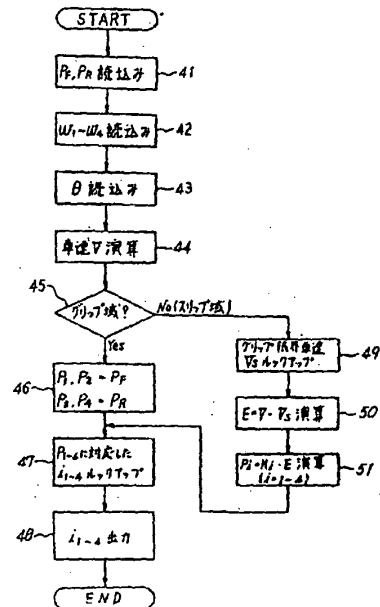 START
PF, PR 読込み
41
ω1~ω4 読込み
42
θ 読込み
43
車速 V 演算
44
45
グリップ域?
No(スリップ域)
Yes
P1, P2 = PF
P3, P4 = PR
46
P1~4に対応した
i1~4 ルックアップ
47
i1~4 出力
48
END
グリップ限界車速
VS ルックアップ
49
E=V-VS 演算
50
Pi=Ki・E 演算
(i=1~4)
51